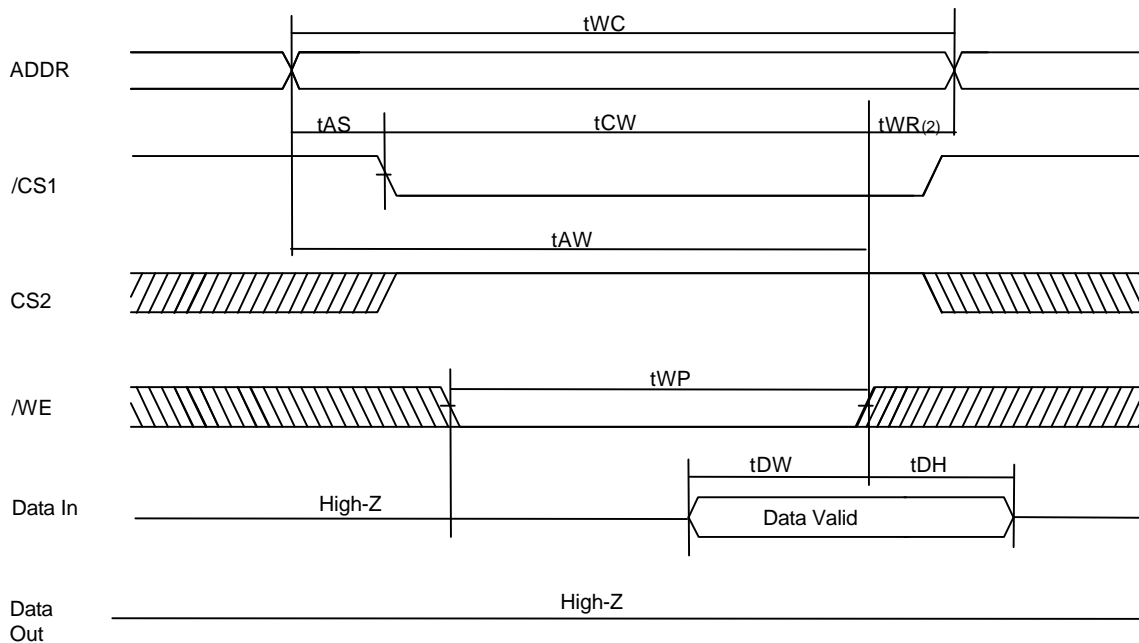 tWC
ADDR
tAS tCW tWR(2)
/CS1
tAW
CS2
tWP
/WE
tDW tDH
Data In High-Z Data Valid
High-Z
Data
Out